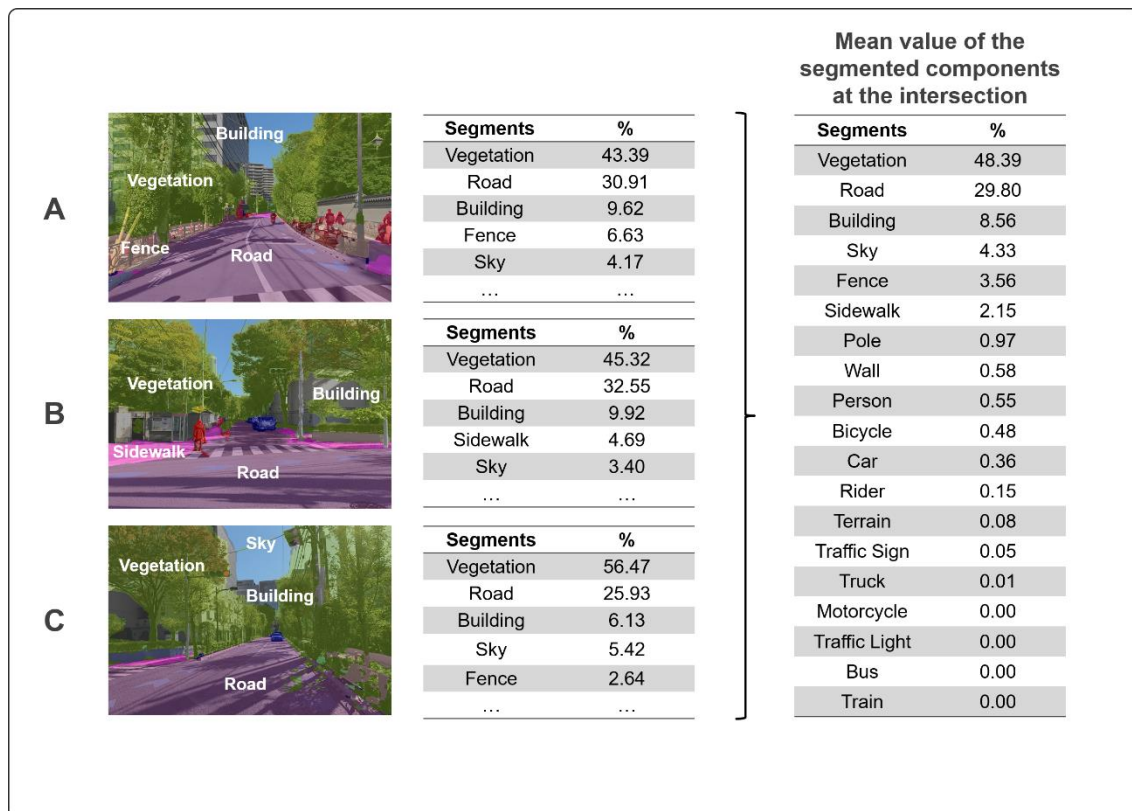 Mean value of the
segmented components
at the intersection
A
Building
Vegetation
Fence
Road
Segments %
Vegetation 43.39
Road 30.91
Building 9.62
Fence 6.63
Sky 4.17
… …
B
Vegetation
Building
Sidewalk
Road
Segments %
Vegetation 45.32
Road 32.55
Building 9.92
Sidewalk 4.69
Sky 3.40
… …
C
Sky
Vegetation
Building
Road
Segments %
Vegetation 56.47
Road 25.93
Building 6.13
Sky 5.42
Fence 2.64
… …
Segments %
Vegetation 48.39
Road 29.80
Building 8.56
Sky 4.33
Fence 3.56
Sidewalk 2.15
Pole 0.97
Wall 0.58
Person 0.55
Bicycle 0.48
Car 0.36
Rider 0.15
Terrain 0.08
Traffic Sign 0.05
Truck 0.01
Motorcycle 0.00
Traffic Light 0.00
Bus 0.00
Train 0.00